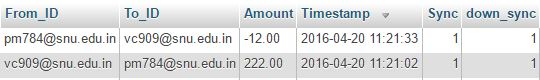 From_ID To_ID Amount Timestamp Sync down_sync
pm784@snu.edu.in vc909@snu.edu.in -12.00 2016-04-20 11:21:33 1 1
vc909@snu.edu.in pm784@snu.edu.in 222.00 2016-04-20 11:21:02 1 1